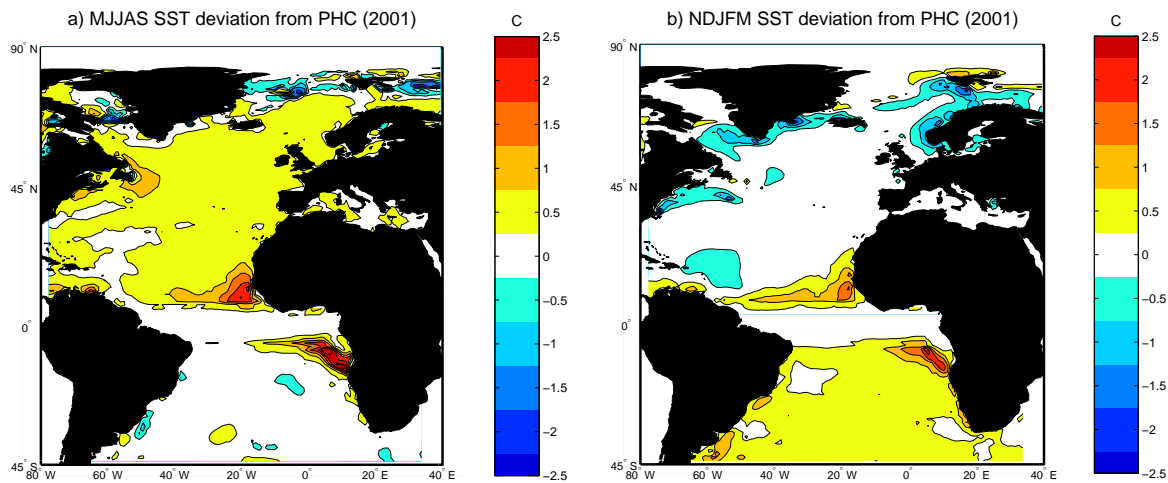 a) MJJAS SST deviation from PHC (2001)
C
90° N
45° N
0°
45° S
80° W
60° W
40° W
20° W
0°
20° E
40° E
2.5
2
1.5
1
0.5
0
−0.5
−1
−1.5
−2
−2.5
b) NDJFM SST deviation from PHC (2001)
C
90° N
45° N
0°
45° S
80° W
60° W
40° W
20° W
0°
20° E
40° E
2.5
2
1.5
1
0.5
0
−0.5
−1
−1.5
−2
−2.5